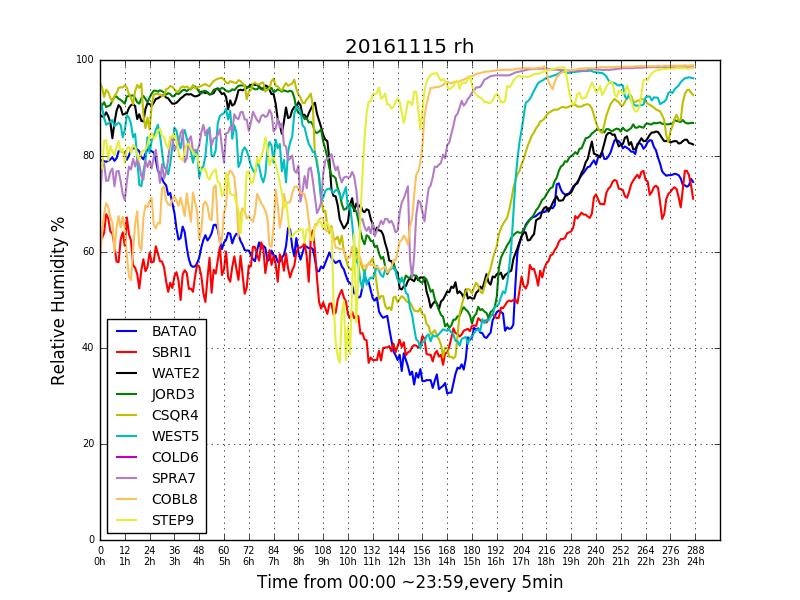 20161115 rh
Relative Humidity %
100
80
60
40
20
0
BATA0
SBRI1
WATE2
JORD3
CSQR4
WEST5
COLD6
SPRA7
COBL8
STEP9
0 12 24 36 48 60 72 84 96 108 120 132 144 156 168 180 192 204 216 228 240 252 264 276 288
0h 1h 2h 3h 4h 5h 6h 7h 8h 9h 10h 11h 12h 13h 14h 15h 16h 17h 18h 19h 20h 21h 22h 23h 24h
Time from 00:00 ~23:59,every 5min